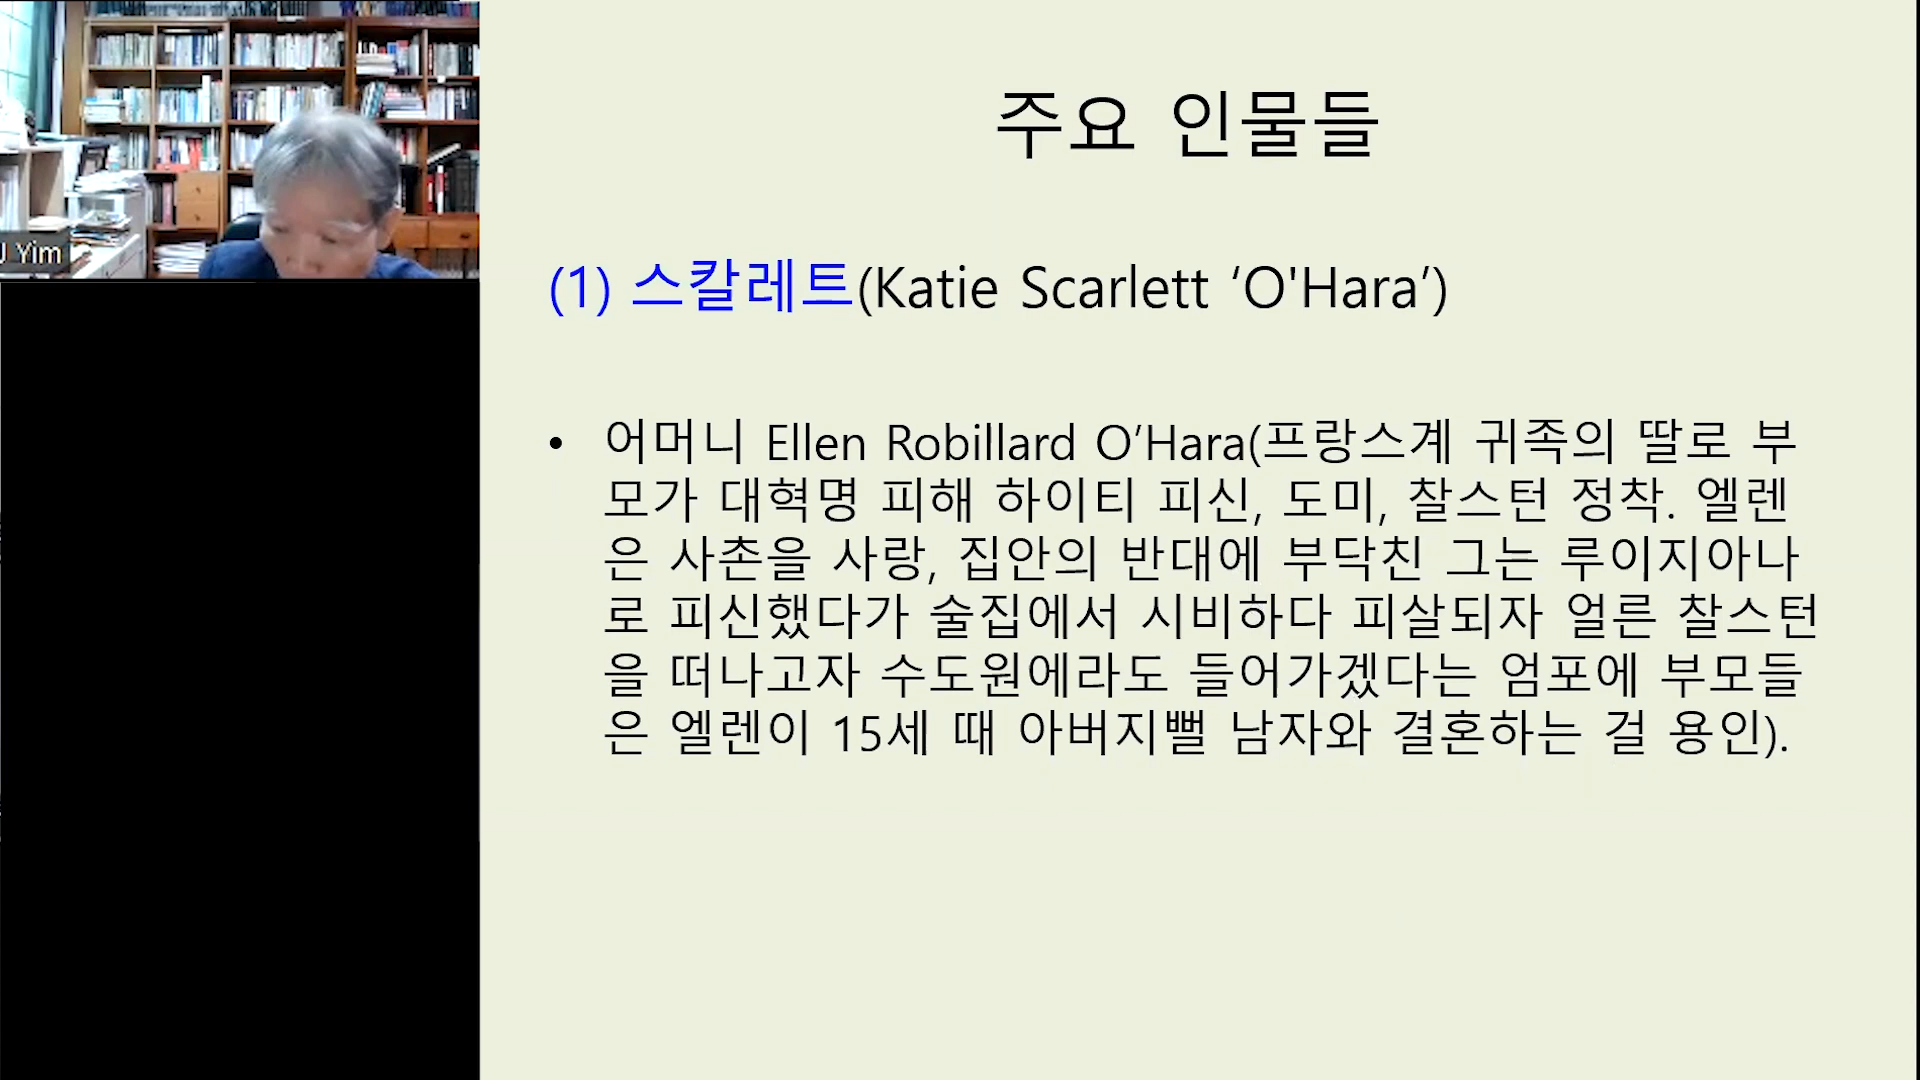 J Yim
주요 인물들
(1) 스칼레트(Katie Scarlett ‘O'Hara’)
• 어머니 Ellen Robillard O’Hara(프랑스계 귀족의 딸로 부
모가 대혁명 피해 하이티 피신, 도미, 찰스턴 정착. 엘렌
은 사촌을 사랑, 집안의 반대에 부닥친 그는 루이지아나
로 피신했다가 술집에서 시비하다 피살되자 얼른 찰스턴
을 떠나고자 수도원에라도 들어가겠다는 엄포에 부모들
은 엘렌이 15세 때 아버지뻘 남자와 결혼하는 걸 용인).